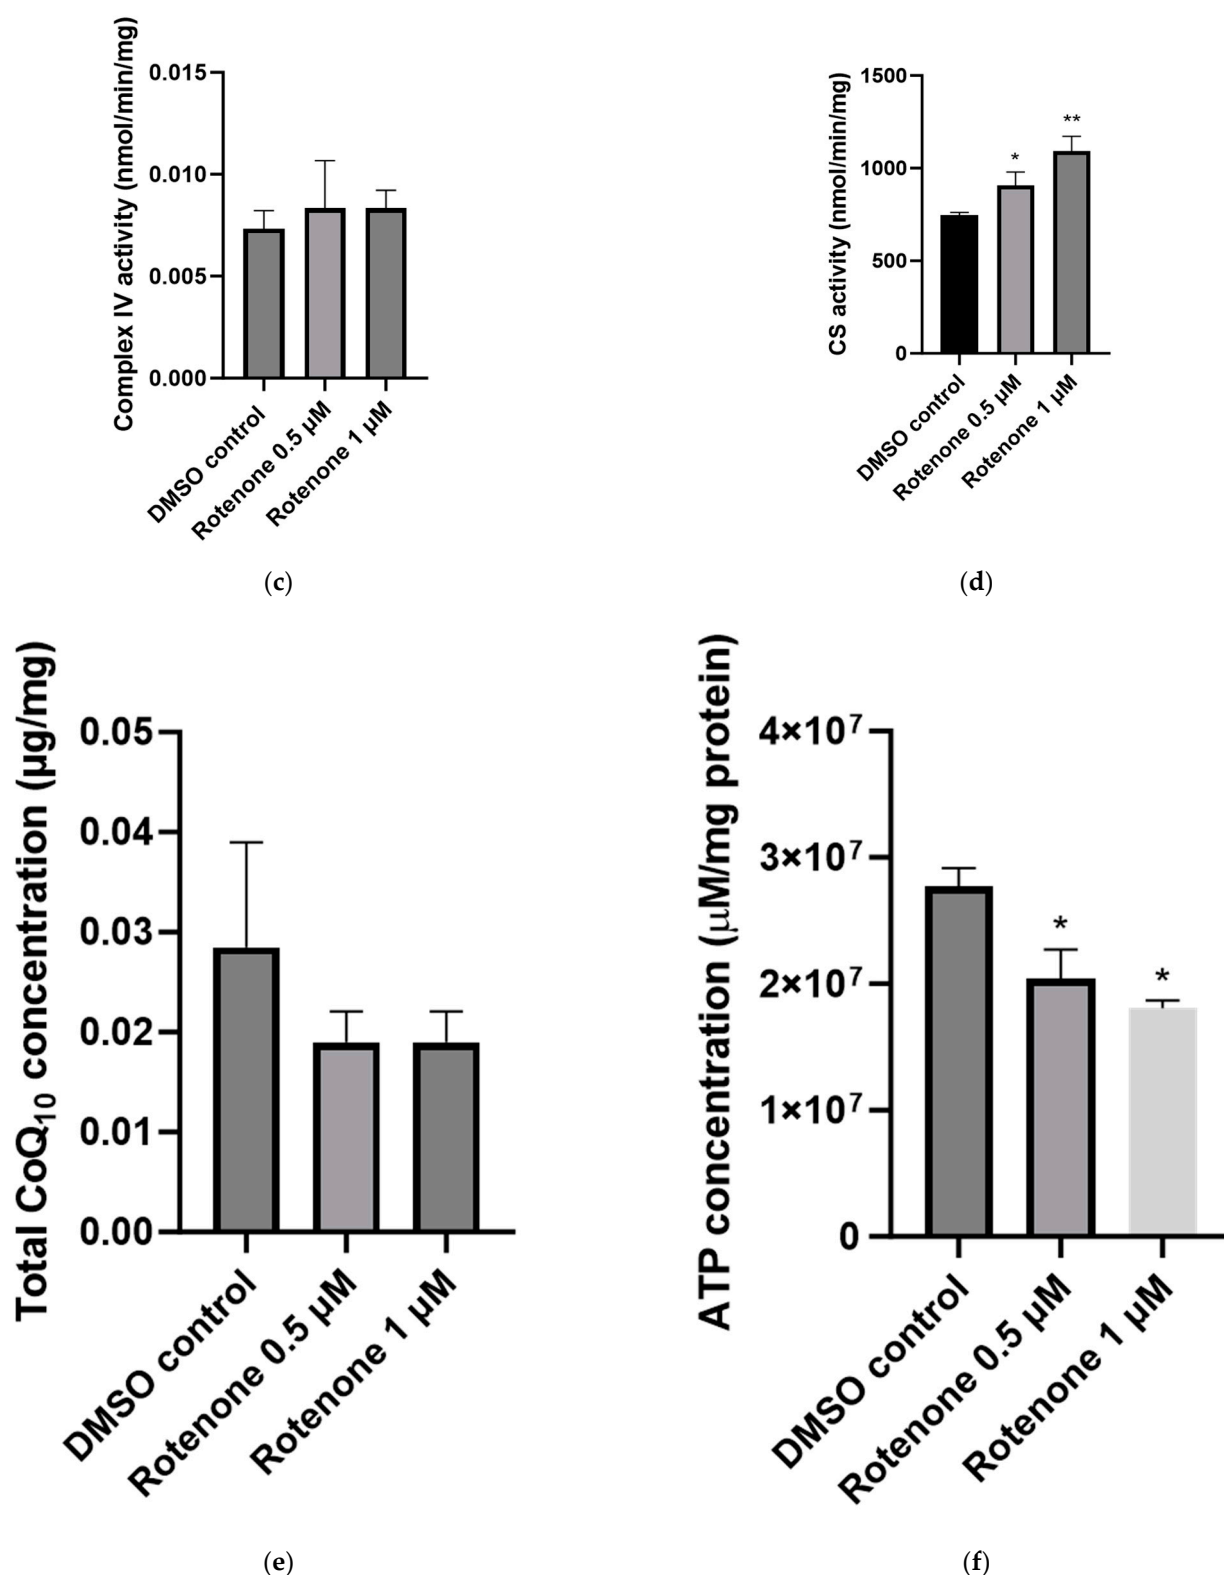 Complex IV activity (nmol/min/mg)
0.015
0.010
0.005
0.000
DMSO control
Rotenone 0.5 µM
Rotenone 1 µM
(c)
CS activity (nmol/min/mg)
1500
1000
500
0
*
**
DMSO control
Rotenone 0.5 µM
Rotenone 1 µM
(d)
Total CoQ₁₀ concentration (µg/mg)
0.05
0.04
0.03
0.02
0.01
0.00
DMSO control
Rotenone 0.5 µM
Rotenone 1 µM
(e)
ATP concentration (µM/mg protein)
4×10⁷
3×10⁷
2×10⁷
1×10⁷
0
*
*
DMSO control
Rotenone 0.5 µM
Rotenone 1 µM
(f)